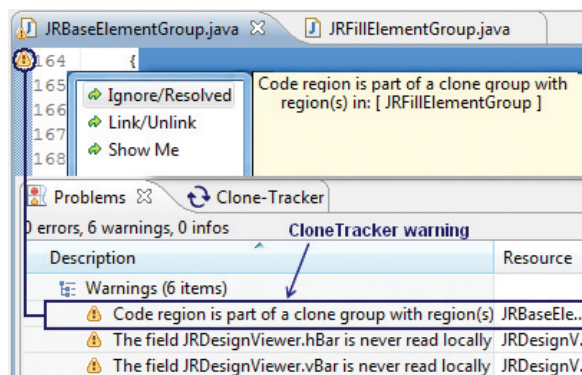 JRBaseElementGroup.java JRFillElementGroup.java
164 {
165
166
167
168
Ignore/Resolved
Link/Unlink
Show Me
Code region is part of a clone group with
region(s) in: [ JRFillElementGroup ]
Problems Clone-Tracker
0 errors, 6 warnings, 0 infos
CloneTracker warning
Description Resource
Warnings (6 items)
Code region is part of a clone group with region(s) JRBaseEle..
The field JRDesignViewer.hBar is never read locally JRDesignV.
The field JRDesignViewer.vBar is never read locally JRDesignV.